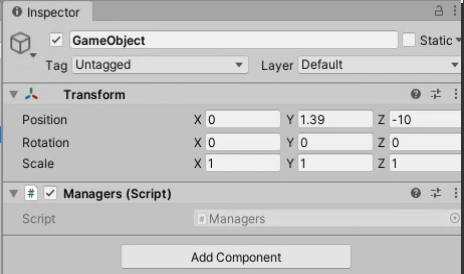 Inspector
GameObject Static
Tag Untagged Layer Default
Transform
Position X 0 Y 1.39 Z -10
Rotation X 0 Y 0 Z 0
Scale X 1 Y 1 Z 1
# Managers (Script)
Script # Managers
Add Component